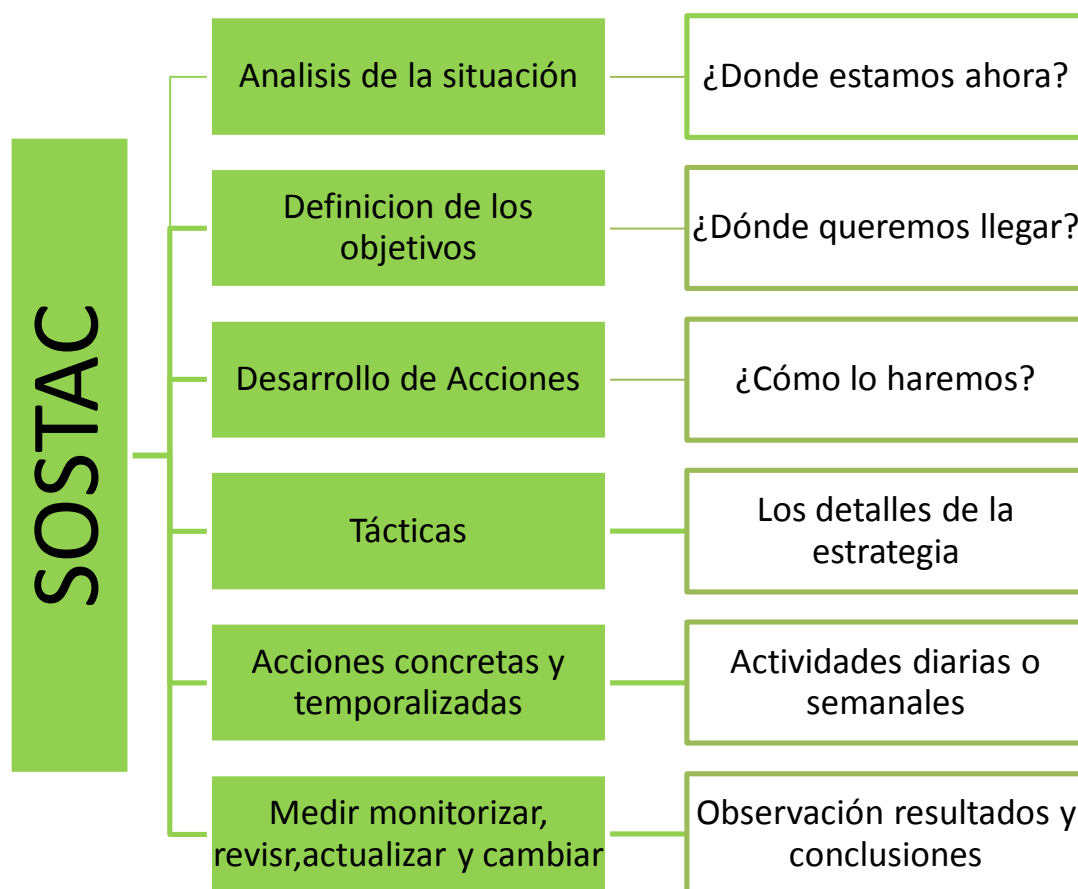 SOSTAC
Analisis de la situación
¿Donde estamos ahora?
Definicion de los
objetivos
¿Dónde queremos llegar?
Desarrollo de Acciones
¿Cómo lo haremos?
Tácticas
Los detalles de la
estrategia
Acciones concretas y
temporalizadas
Actividades diarias o
semanales
Medir monitorizar,
revisr,actualizar y cambiar
Observación resultados y
conclusiones